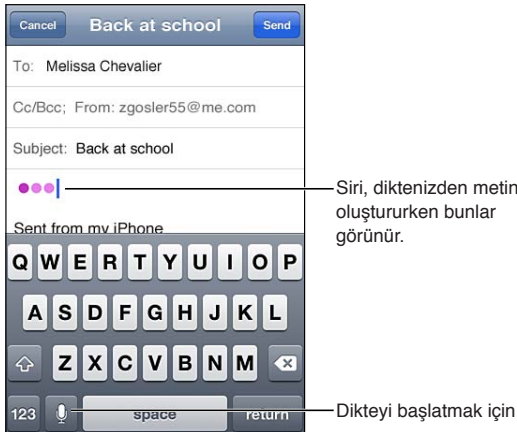 Cancel Back at school Send
To: Melissa Chevalier
Cc/Bcc; From: zgosler55@me.com
Subject: Back at school
Siri, diktenizden metin
oluştururken bunlar
görünür.
Sent from my iPhone
Q W E R T Y U I O P
A S D F G H J K L
Z X C V B N M
123 space return
Dikteyi başlatmak için